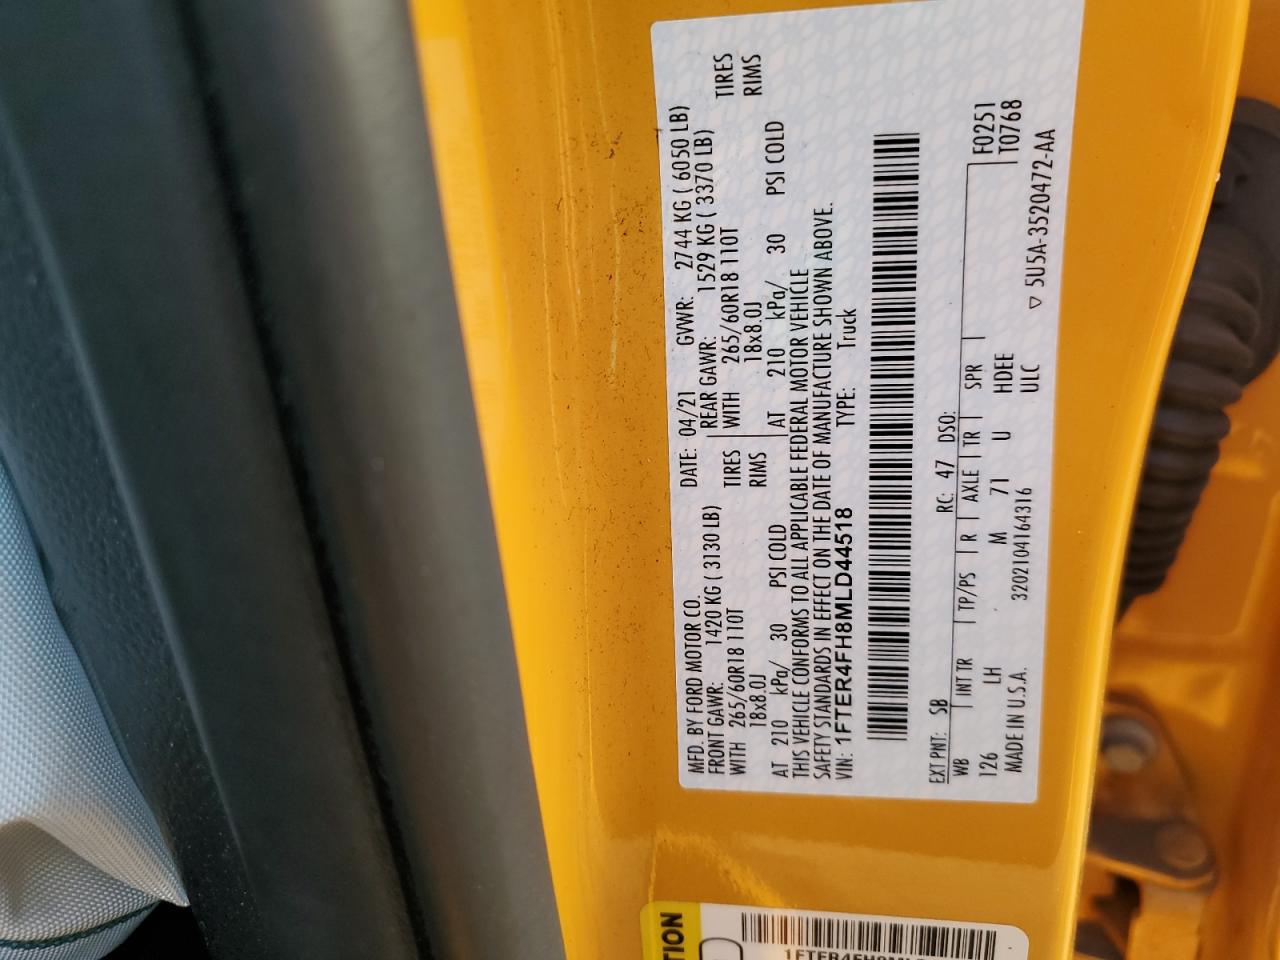 MFD. BY FORD MOTOR CO. DATE: 04/21 GVWR: 2744 KG ( 6050 LB)
FRONT GAWR: 1420 KG ( 3130 LB) REAR GAWR: 1529 KG ( 3370 LB)
WITH 265/60R18 110T TIRES WITH 265/60R18 110T TIRES
18x8.0J RIMS 18x8.0J RIMS
AT 210 kPa/ 30 PSI COLD AT 210 kPa/ 30 PSI COLD
THIS VEHICLE CONFORMS TO ALL APPLICABLE FEDERAL MOTOR VEHICLE
SAFETY STANDARDS IN EFFECT ON THE DATE OF MANUFACTURE SHOWN ABOVE.
VIN: 1FTER4FH8MLD44518 TYPE: Truck
EXT PNT: SB RC: 47 DSO:
WB INT TR TP/PS R AXLE TR SPR F0251
126 LH M 71 U HDEE T0768
MADE IN U.S.A. 3202104164316 ULC
▽ 5U5A-3520472-AA